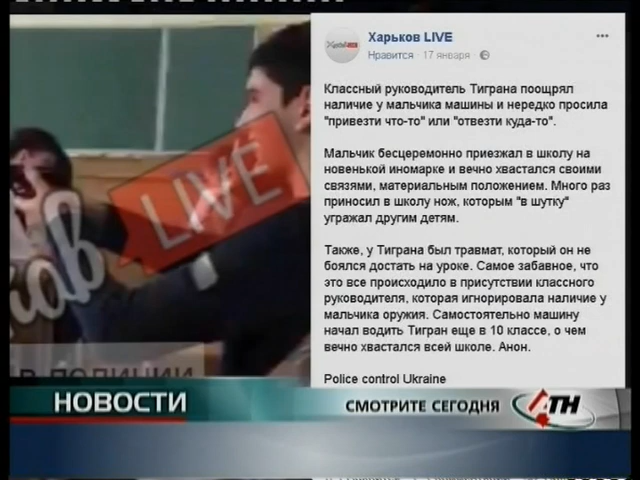 Харьков LIVE
Нравится 17 января
Классный руководитель Тиграна поощрял
наличие у мальчика машины и нередко просила
"привезти что-то" или "отвезти куда-то".
Мальчик бесцеремонно приезжал в школу на
новенькой иномарке и вечно хвастался своими
связями, материальным положением. Много раз
приносил в школу нож, которым "в шутку"
угражал другим детям.
Также, у Тиграна был травмат, который он не
боялся достать на уроке. Самое забавное, что
это все происходило в присутствии классного
руководителя, которая игнорировала наличие у
мальчика оружия. Самостоятельно машину
начал водить Тигран еще в 10 классе, о чем
вечно хвастался всей школе. Анон.
Police control Ukraine
LIVE
НОВОСТИ
СМОТРИТЕ СЕГОДНЯ
АТН